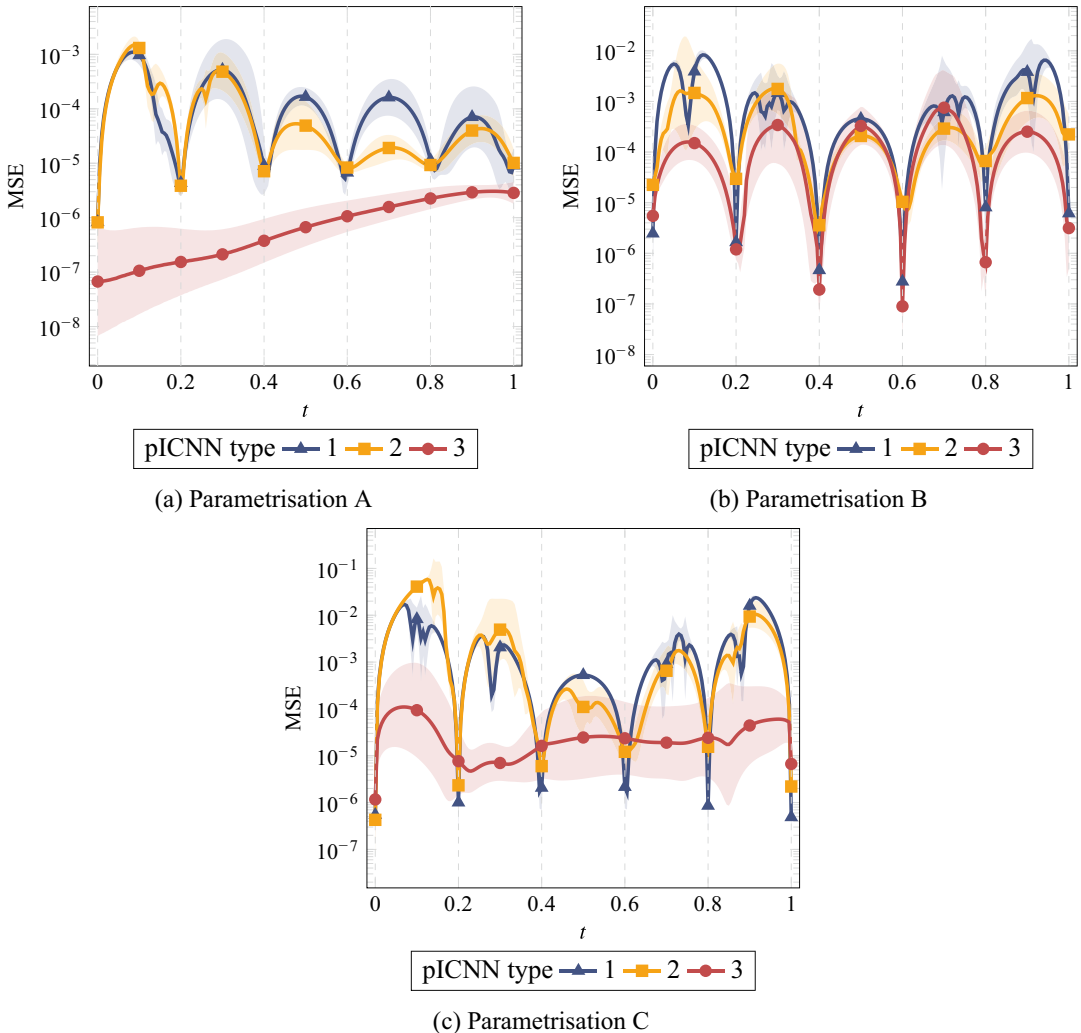 10⁻³
10⁻⁴
10⁻⁵
10⁻⁶
10⁻⁷
10⁻⁸
MSE
0 0.2 0.4 0.6 0.8 1
t
pICNN type 1 2 3
(a) Parametrisation A
10⁻²
10⁻³
10⁻⁴
10⁻⁵
10⁻⁶
10⁻⁷
10⁻⁸
MSE
0 0.2 0.4 0.6 0.8 1
t
pICNN type 1 2 3
(b) Parametrisation B
10⁻¹
10⁻²
10⁻³
10⁻⁴
10⁻⁵
10⁻⁶
10⁻⁷
MSE
0 0.2 0.4 0.6 0.8 1
t
pICNN type 1 2 3
(c) Parametrisation C